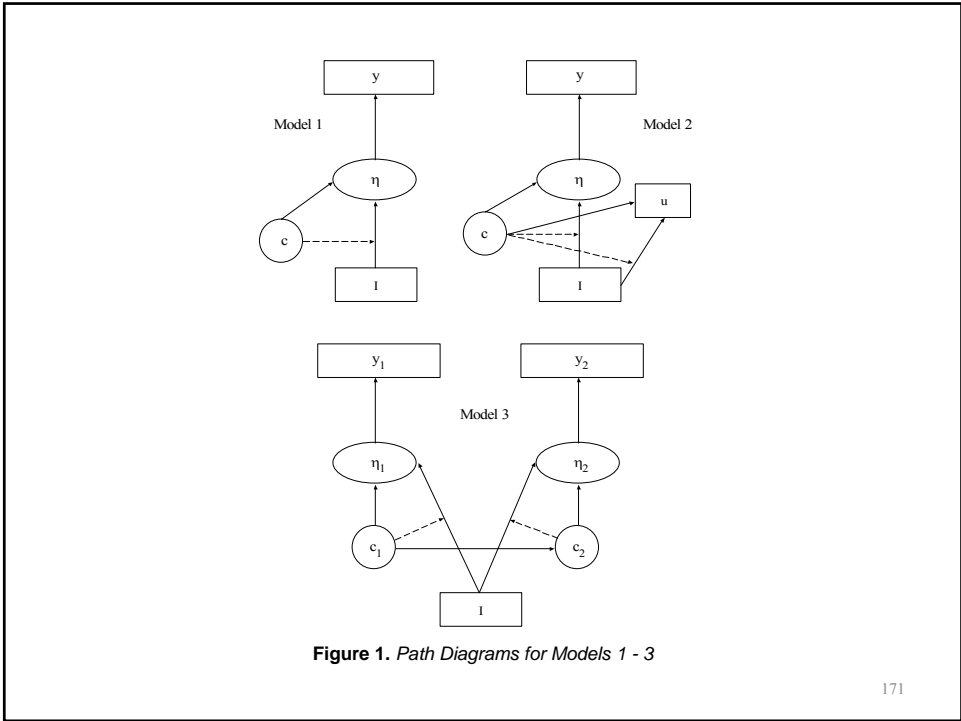 y
y
Model 1
Model 2
η
η
u
c
c
I
I
y₁
y₂
Model 3
η₁
η₂
c₁
c₂
I
Figure 1. Path Diagrams for Models 1 - 3
171